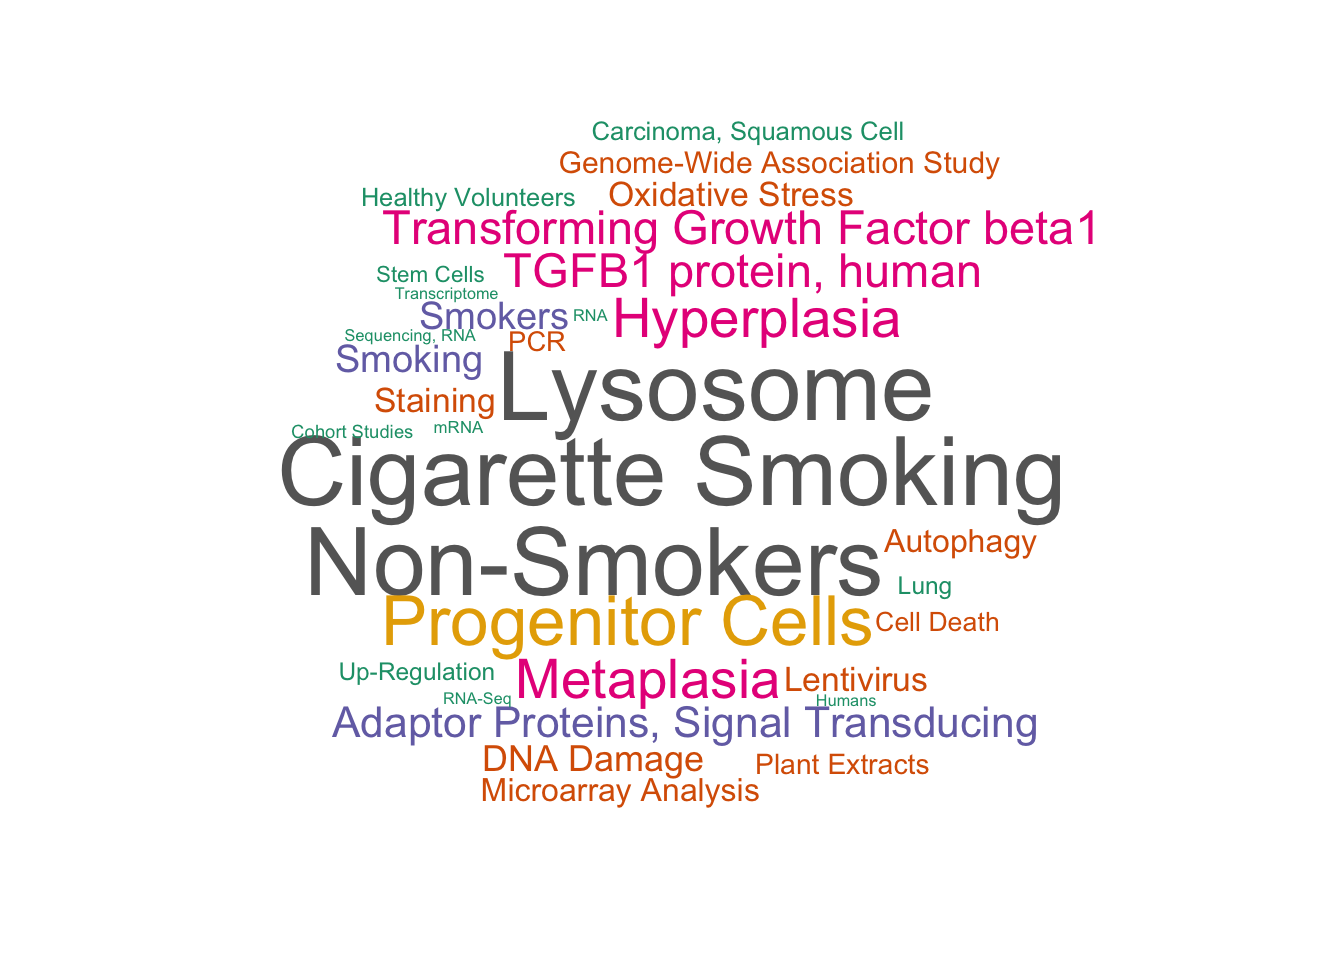 Carcinoma, Squamous Cell
Genome-Wide Association Study
Healthy Volunteers
Oxidative Stress
Transforming Growth Factor beta1
Stem Cells
TGFB1 protein, human
Transcriptome
Smokers
RNA
Hyperplasia
Sequencing, RNA
PCR
Smoking
Lysosome
Staining
Cohort Studies
mRNA
Cigarette Smoking
Non-Smokers
Autophagy
Lung
Progenitor Cells
Cell Death
Up-Regulation
Metaplasia
Lentivirus
RNA-Seq
Humans
Adaptor Proteins, Signal Transducing
DNA Damage
Plant Extracts
Microarray Analysis